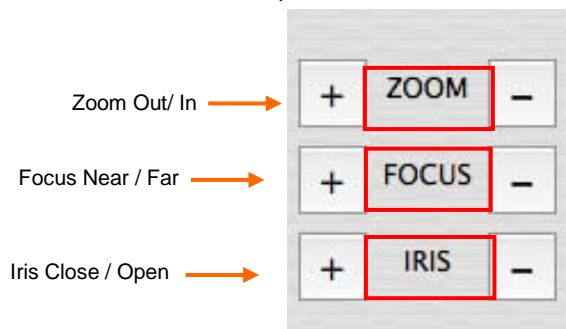 Zoom Out/ In + ZOOM –
Focus Near / Far + FOCUS –
Iris Close / Open + IRIS –